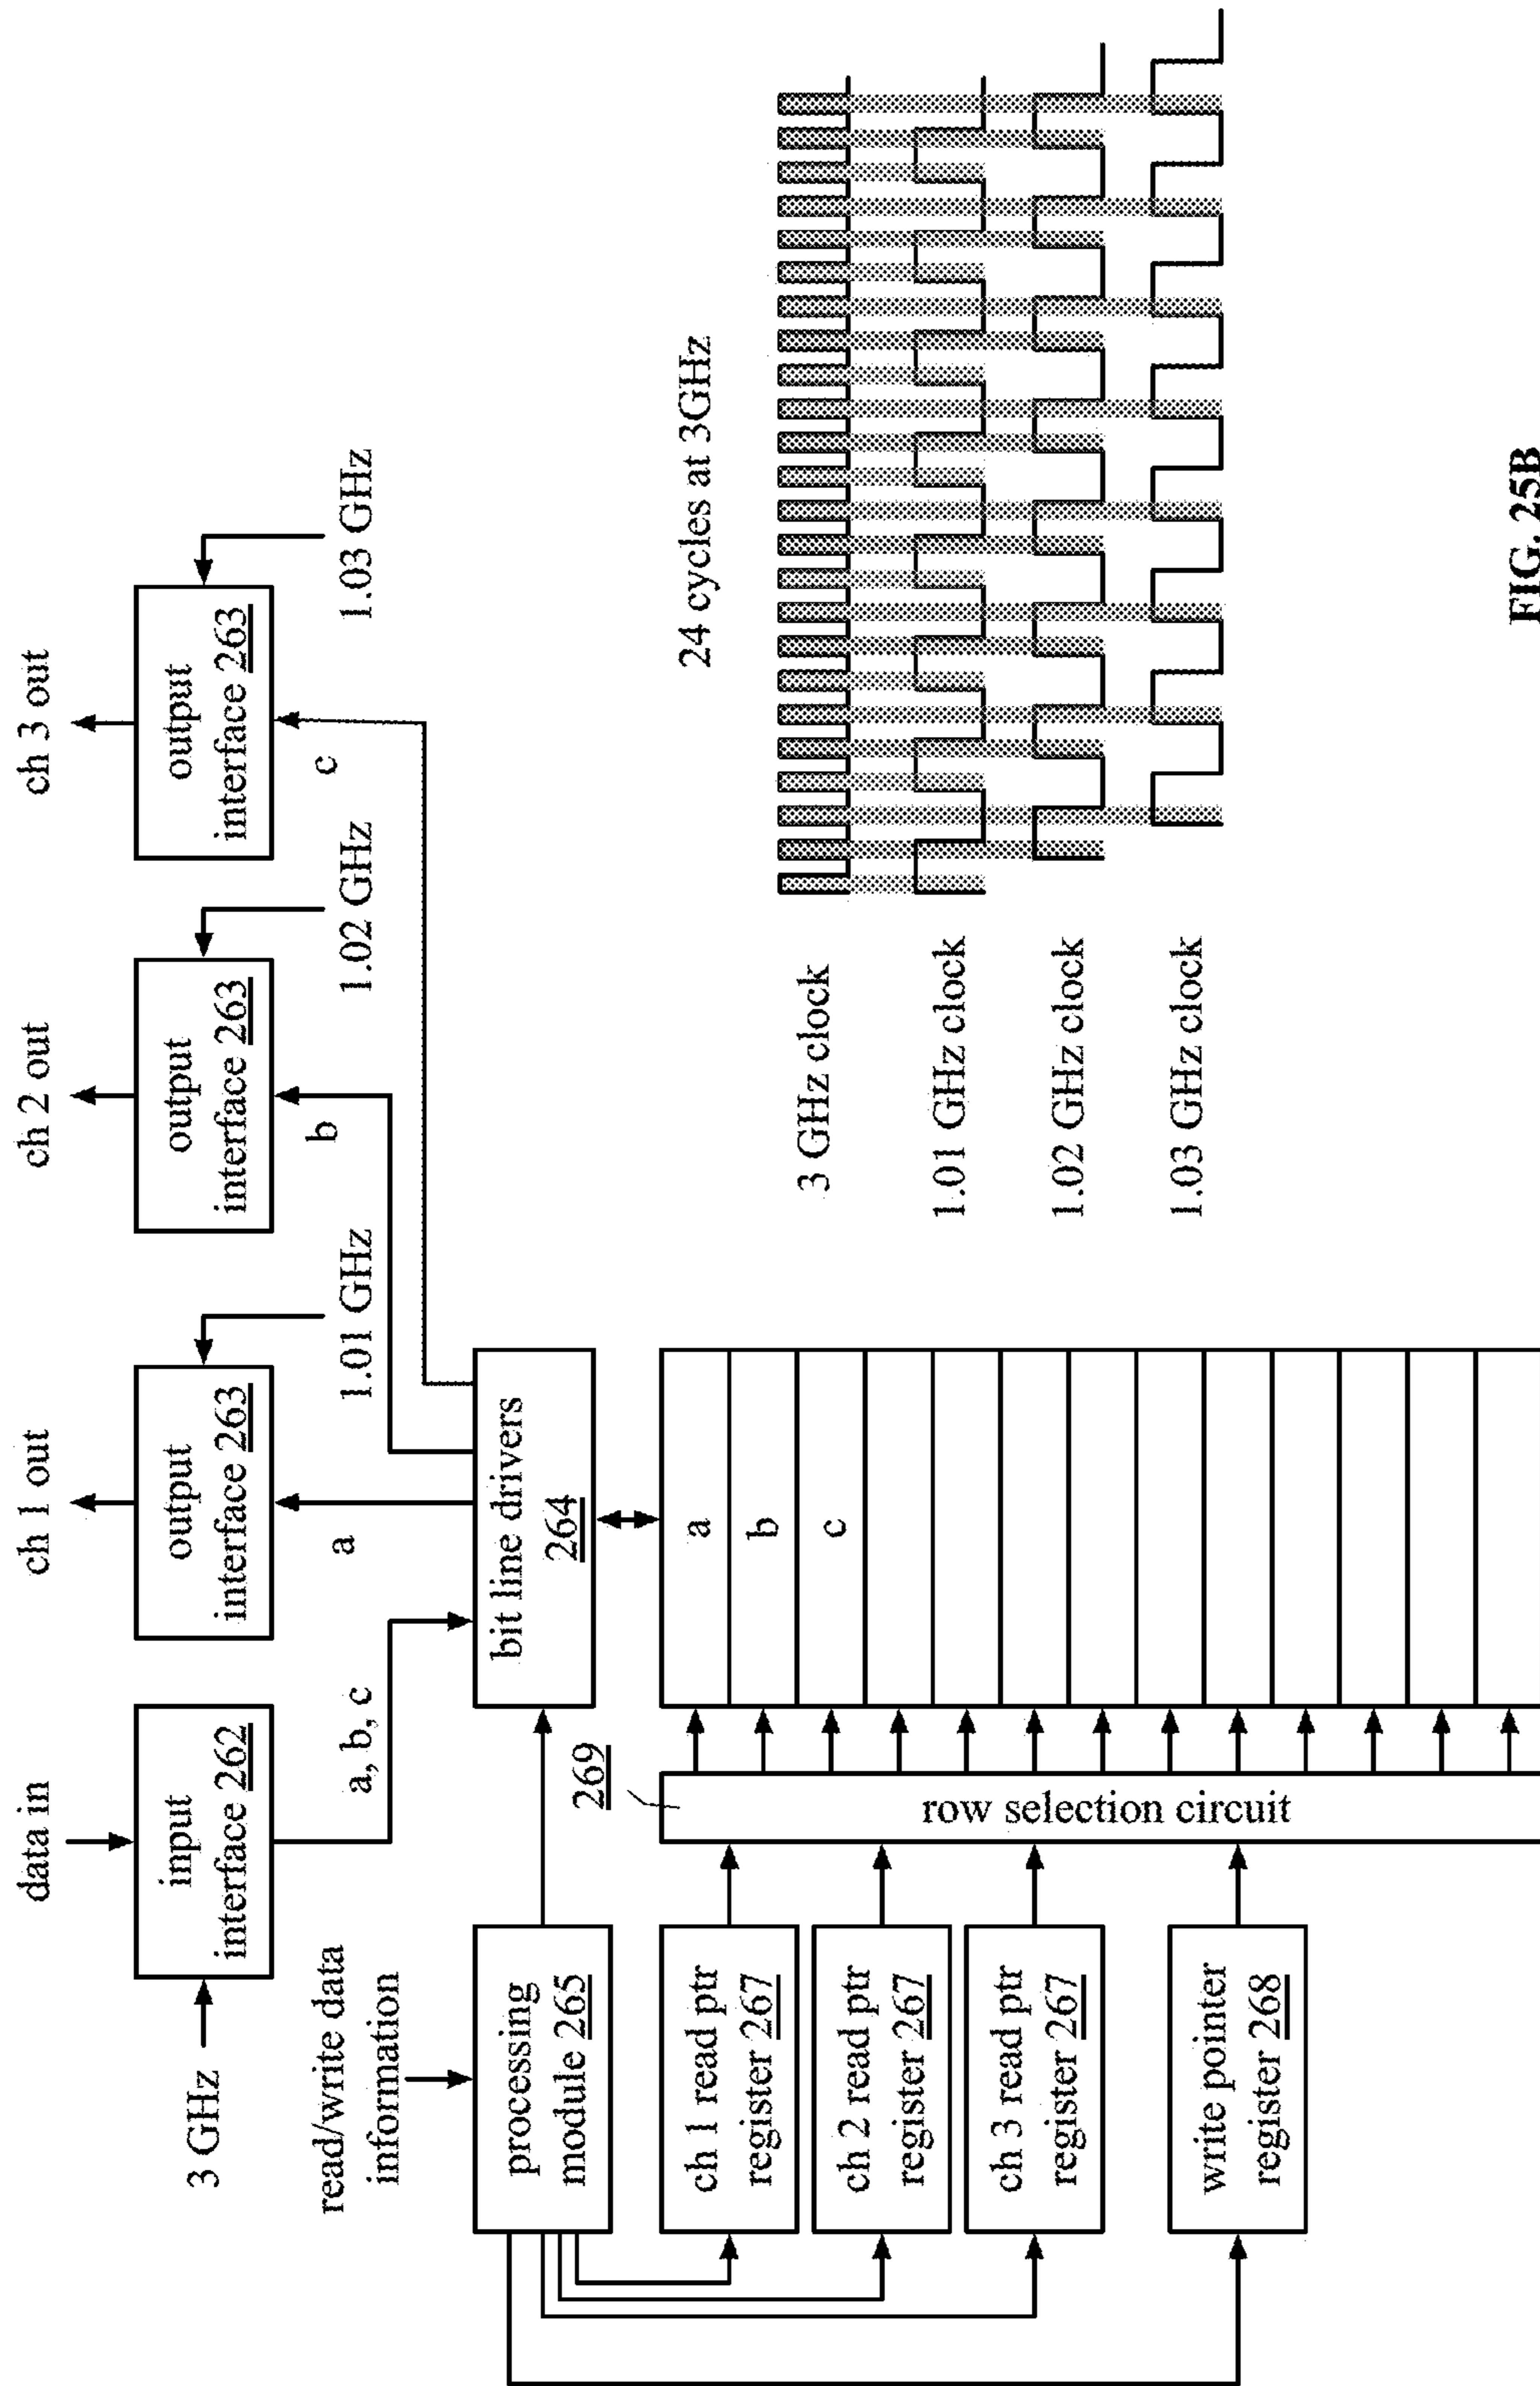 data in
ch 1 out
ch 2 out
ch 3 out
input
interface 262
output
interface 263
output
interface 263
output
interface 263
3 GHz
1.01 GHz
1.02 GHz
1.03 GHz
a, b, c
a
b
c
read/write data
information
processing
module 265
bit line drivers
264
269
ch 1 read ptr
register 267
ch 2 read ptr
register 267
ch 3 read ptr
register 267
write pointer
register 268
row selection circuit
a
b
c
24 cycles at 3GHz
3 GHz clock
1.01 GHz clock
1.02 GHz clock
1.03 GHz clock
FIG. 25B